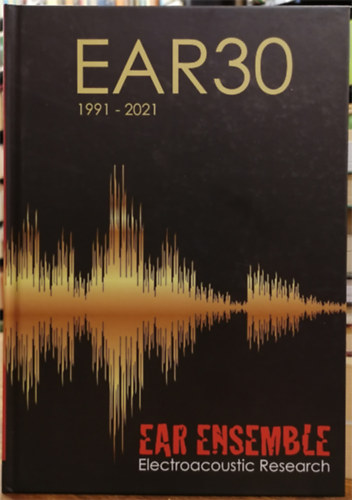 EAR30
1991 - 2021
EAR ENSEMBLE
Electroacoustic Research